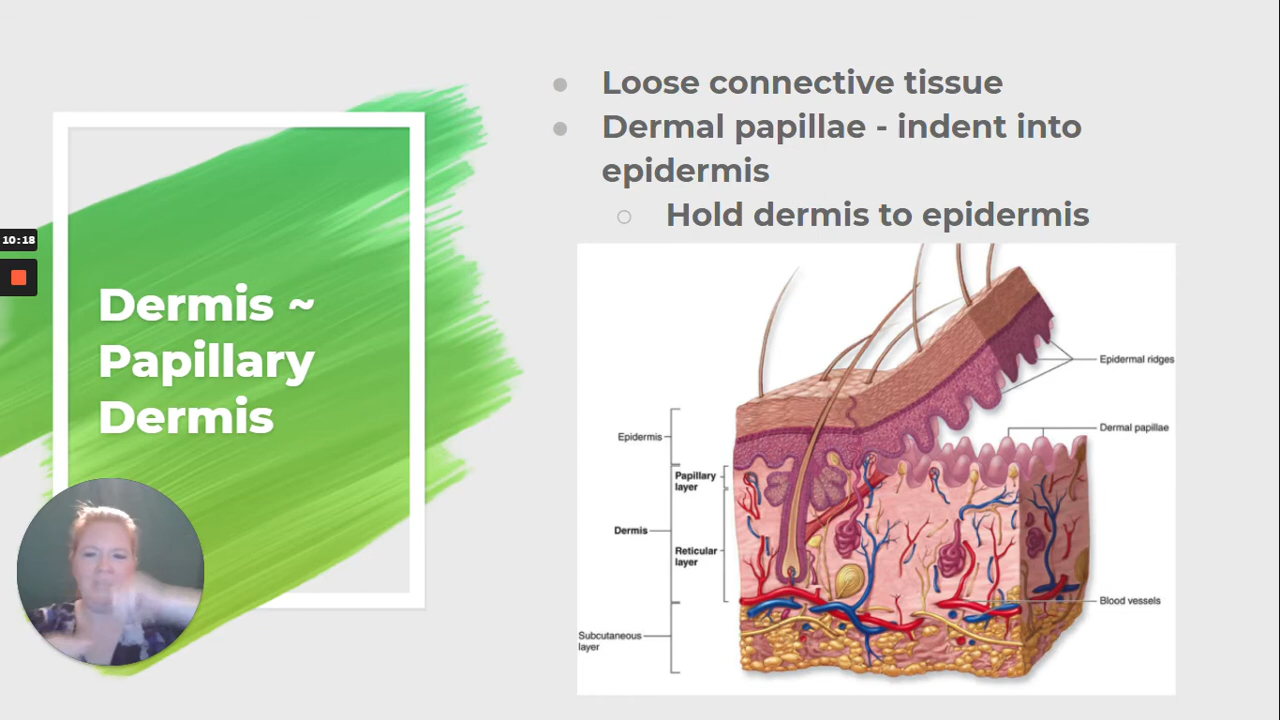 Loose connective tissue
Dermal papillae - indent into
epidermis
Hold dermis to epidermis
10:18
Dermis ~
Papillary
Dermis
Epidermal ridges
Dermal papillae
Epidermis
Papillary
layer
Dermis
Reticular
layer
Blood vessels
Subcutaneous
layer